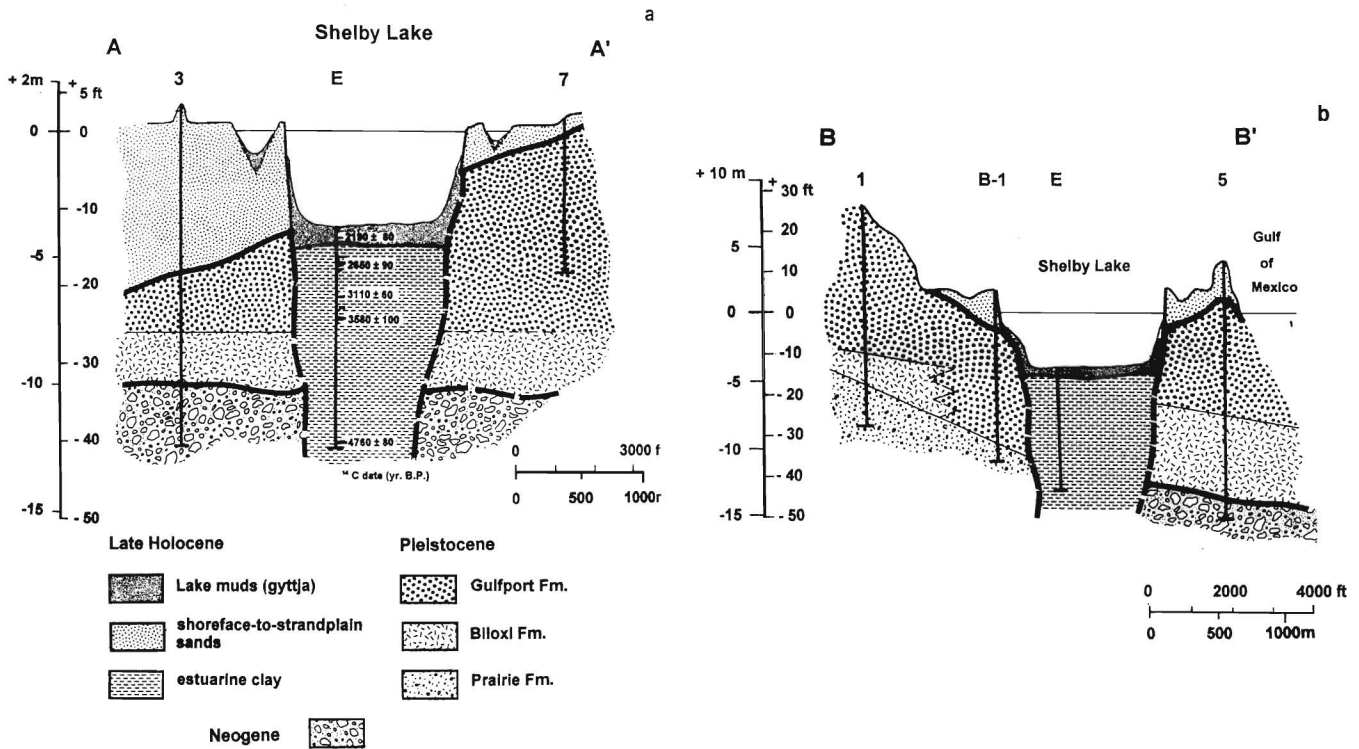 a
Shelby Lake
A
A'
3
E
7
+ 2m
+ 5 ft
0
0
-10
-5
-20
-30
-10
-40
-15
- 50
2190 ± 80
2650 ± 90
3110 ± 60
3580 ± 100
4760 ± 80
¹⁴ C date (yr. B.P.)
0 3000 f
0 500 1000r
b
B
B'
1
B-1
E
5
+ 10 m
+ 30 ft
20
5
10
0
0
-10
-5
-20
-10
-30
-40
-15
- 50
Shelby Lake
Gulf
of
Mexico
0 2000 4000 ft
0 500 1000m
Late Holocene
Lake muds (gyttja)
shoreface-to-strandplain
sands
estuarine clay
Pleistocene
Gulfport Fm.
Biloxi Fm.
Prairie Fm.
Neogene